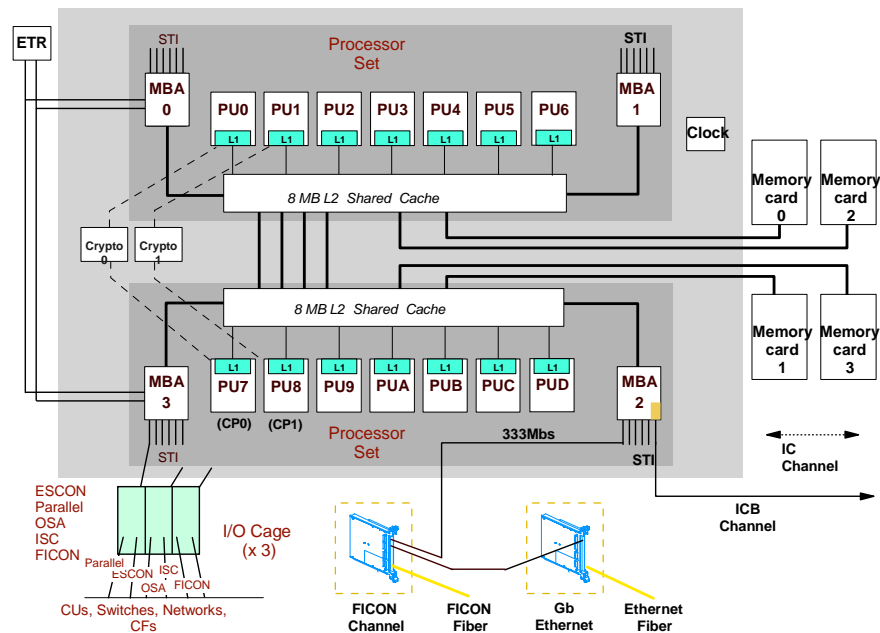 ETR
STI
Processor
Set
STI
MBA
0
PU0
PU1
PU2
PU3
PU4
PU5
PU6
MBA
1
L1
L1
L1
L1
L1
L1
L1
Clock
8 MB L2 Shared Cache
Memory
card
0
Memory
card
2
Crypto
0
Crypto
1
8 MB L2 Shared Cache
Memory
card
1
Memory
card
3
L1
L1
L1
L1
L1
L1
L1
MBA
3
PU7
PU8
PU9
PUA
PUB
PUC
PUD
MBA
2
(CP0)
(CP1)
Processor
Set
333Mbs
STI
STI
IC
Channel
ICB
Channel
ESCON
Parallel
OSA
ISC
FICON
I/O Cage
(x 3)
Parallel
ESCON
OSA
ISC
FICON
CUs, Switches, Networks,
CFs
FICON
Channel
FICON
Fiber
Gb
Ethernet
Ethernet
Fiber